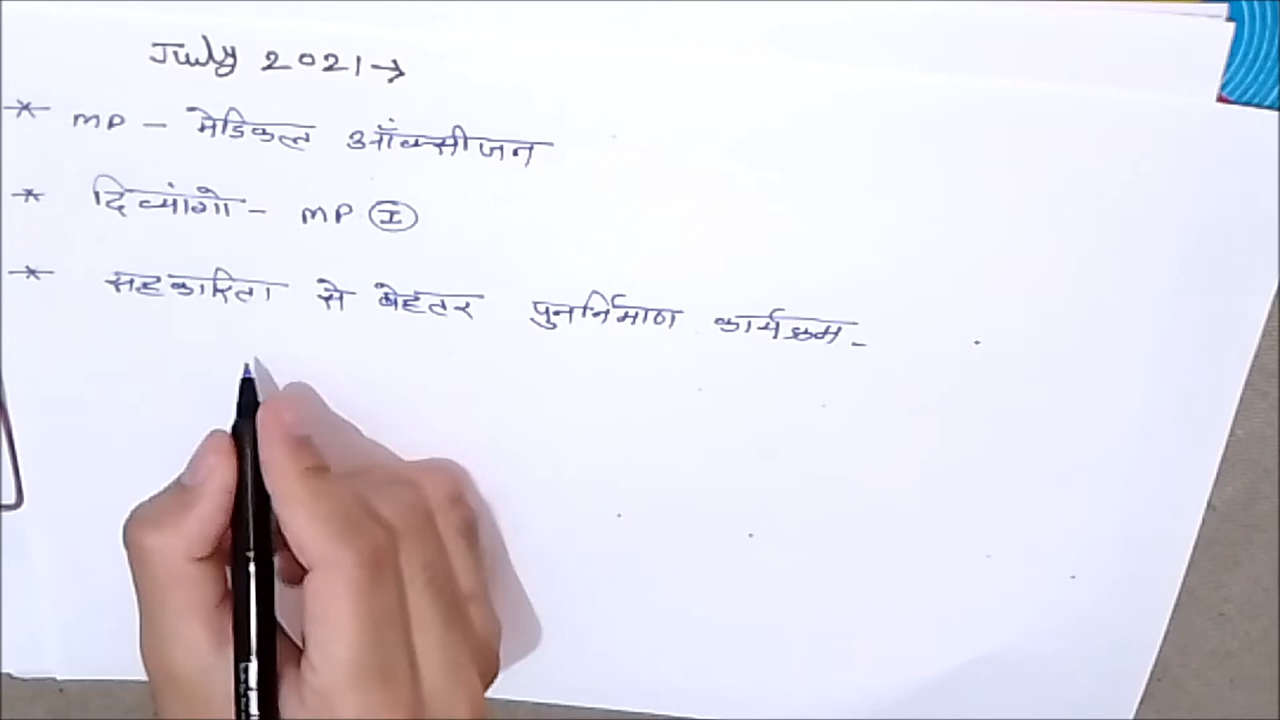 July 2021→
* MP - मेडिकल ऑक्सीजन
* दिव्यांगो - MP I
* सहकारिता से बेहतर पुनर्निमाण कार्यक्रम -